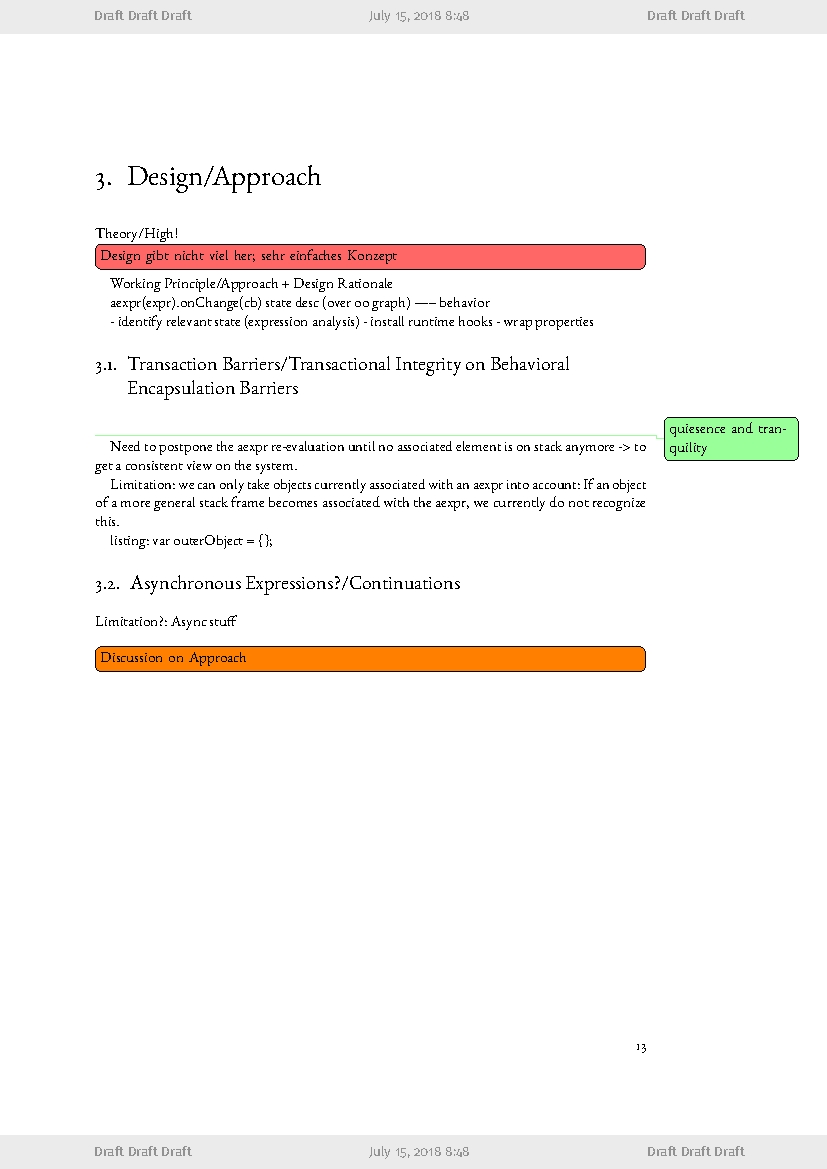 Draft Draft Draft July 15, 2018 8:48 Draft Draft Draft
3. Design/Approach
Theory/High!
Design gibt nicht viel her; sehr einfaches Konzept
Working Principle/Approach + Design Rationale
aexpr(expr).onChange(cb) state desc (over oo graph) —– behavior
- identify relevant state (expression analysis) - install runtime hooks - wrap properties
3.1. Transaction Barriers/Transactional Integrity on Behavioral
Encapsulation Barriers
quiesence and tran-
quility
Need to postpone the aexpr re-evaluation until no associated element is on stack anymore -> to
get a consistent view on the system.
Limitation: we can only take objects currently associated with an aexpr into account: If an object
of a more general stack frame becomes associated with the aexpr, we currently do not recognize
this.
listing: var outerObject = {};
3.2. Asynchronous Expressions?/Continuations
Limitation?: Async stuff
Discussion on Approach
13
Draft Draft Draft July 15, 2018 8:48 Draft Draft Draft